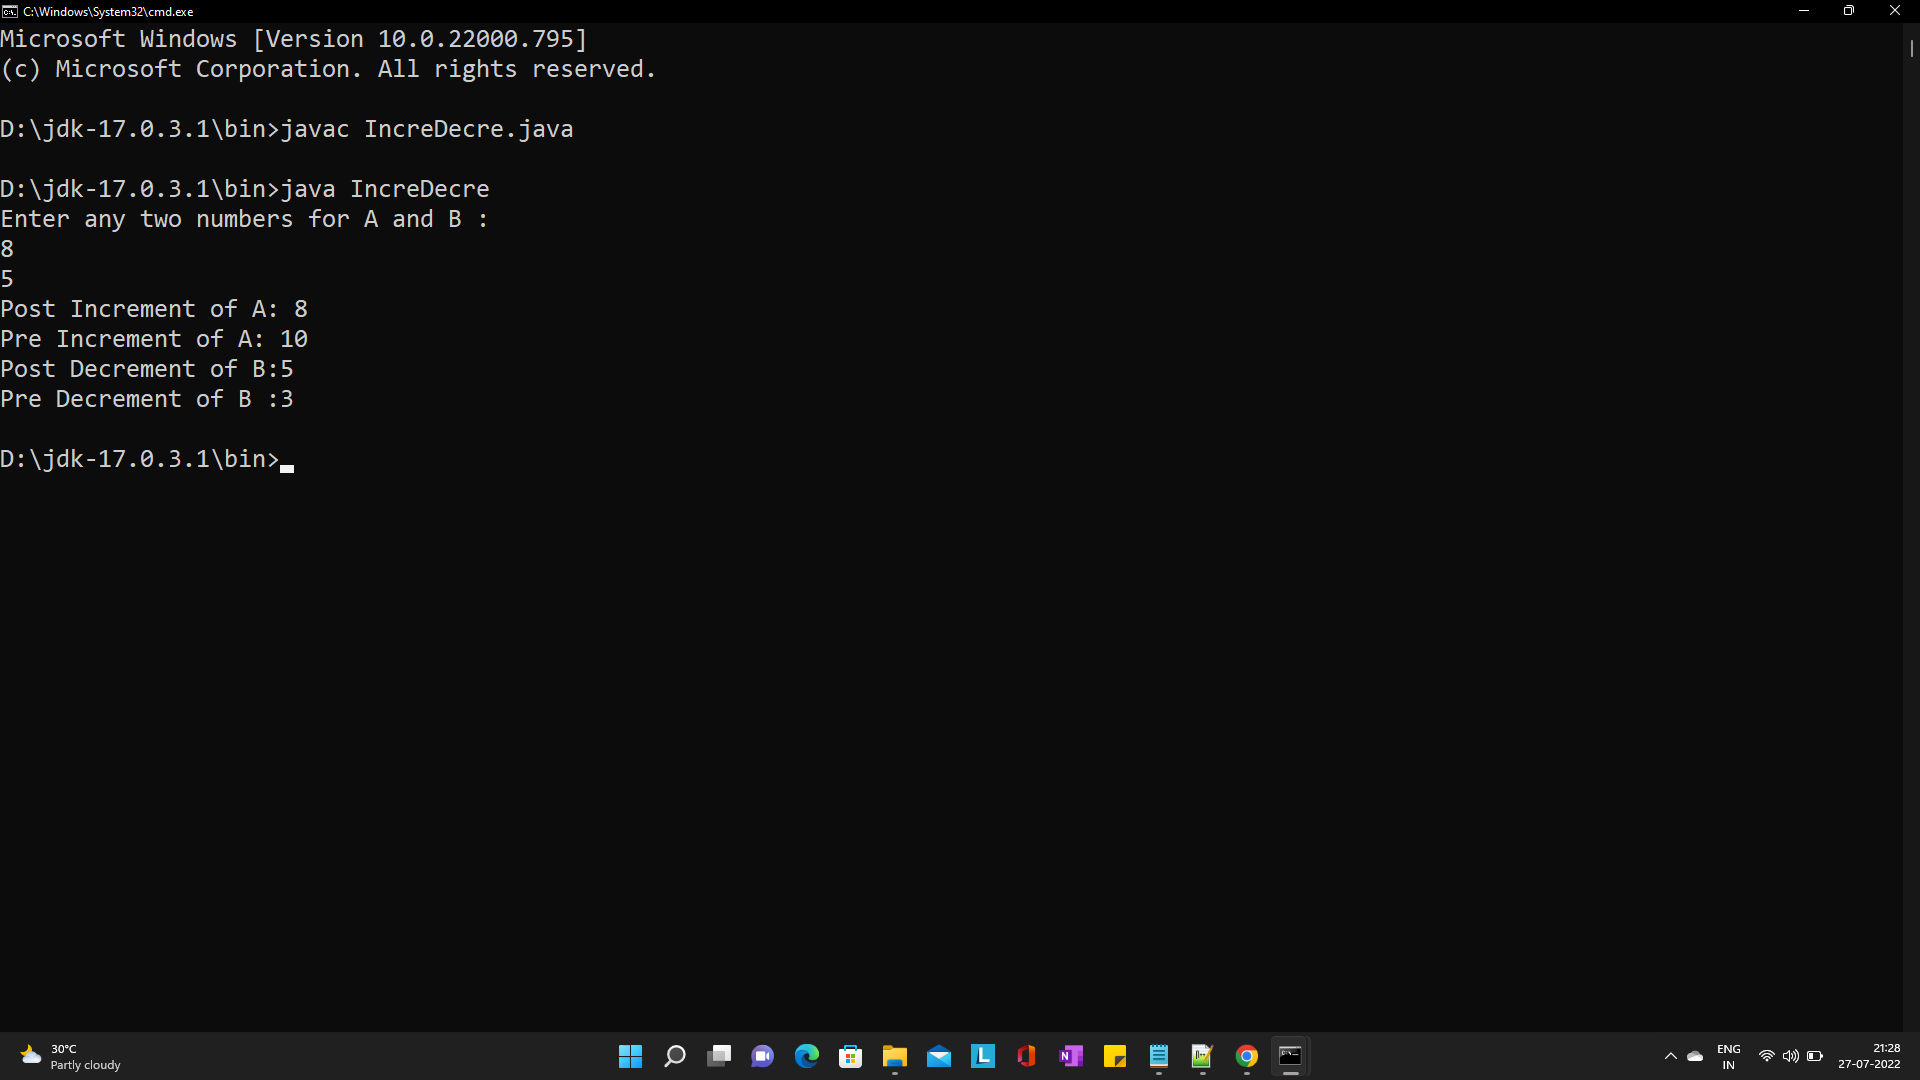 C:\Windows\System32\cmd.exe
Microsoft Windows [Version 10.0.22000.795]
(c) Microsoft Corporation. All rights reserved.
D:\jdk-17.0.3.1\bin>javac IncreDecre.java
D:\jdk-17.0.3.1\bin>java IncreDecre
Enter any two numbers for A and B :
8
5
Post Increment of A: 8
Pre Increment of A: 10
Post Decrement of B:5
Pre Decrement of B :3
D:\jdk-17.0.3.1\bin>
30°C
Partly cloudy
L
N
ENG
IN
21:28
27-07-2022